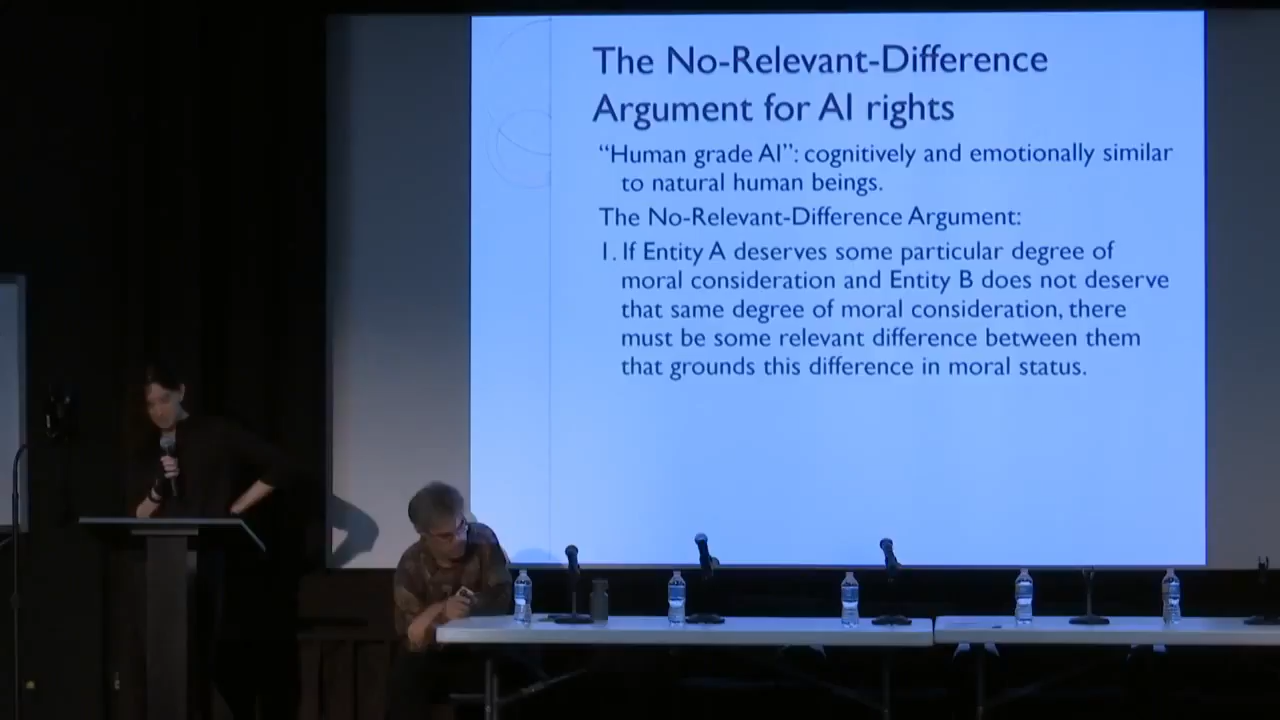 The No-Relevant-Difference
Argument for AI rights
“Human grade AI”: cognitively and emotionally similar
to natural human beings.
The No-Relevant-Difference Argument:
1. If Entity A deserves some particular degree of
moral consideration and Entity B does not deserve
that same degree of moral consideration, there
must be some relevant difference between them
that grounds this difference in moral status.